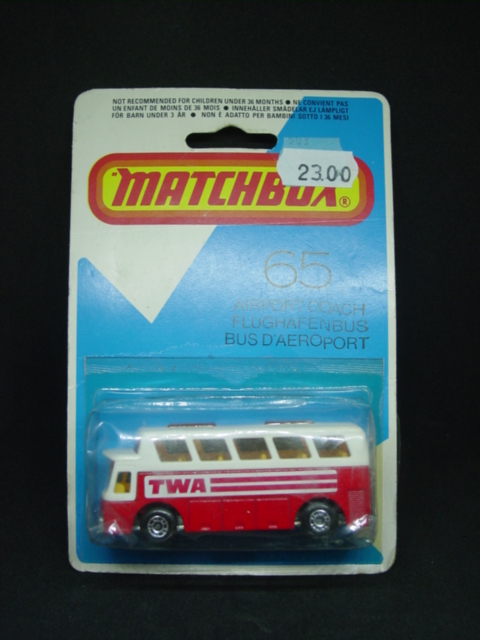 NOT RECOMMENDED FOR CHILDREN UNDER 36 MONTHS ● NE CONVIENT PAS
UN ENFANT DE MOINS DE 36 MOIS ● INNEHÅLLER SMÅDELAR EJ LÄMPLIGT
FÖR BARN UNDER 3 ÅR ● NON È ADATTO PER BAMBINI SOTTO I 36 MESI
23.00
"MATCHBOX"®
65
AIRPORT COACH
FLUGHAFENBUS
BUS D'AEROPORT
TWA